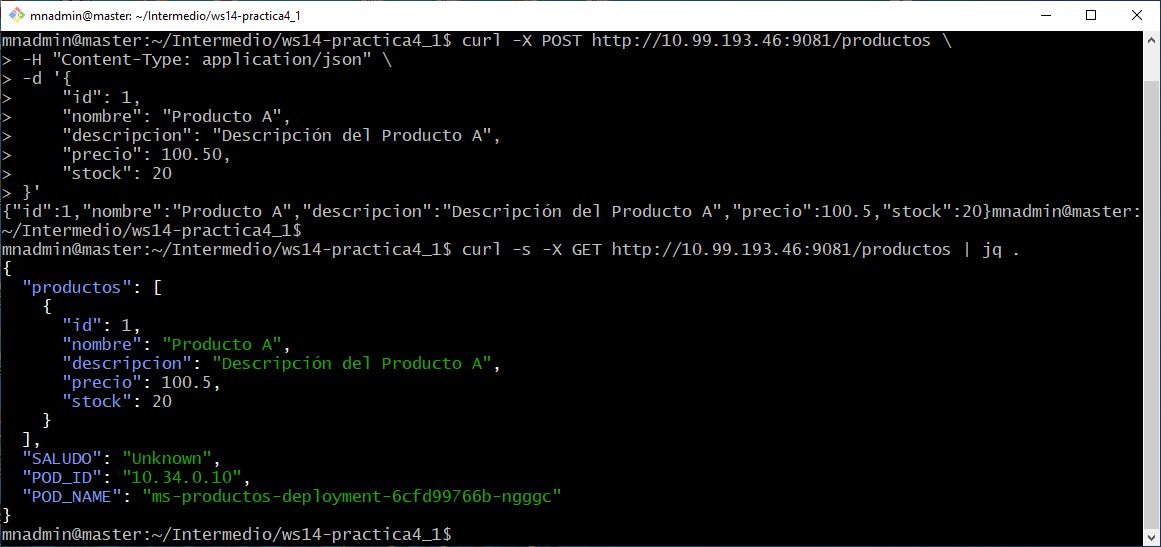 mnadmin@master: ~/Intermedio/ws14-practica4_1
mnadmin@master:~/Intermedio/ws14-practica4_1$ curl -X POST http://10.99.193.46:9081/productos \
> -H "Content-Type: application/json" \
> -d '{
>     "id": 1,
>     "nombre": "Producto A",
>     "descripcion": "Descripción del Producto A",
>     "precio": 100.50,
>     "stock": 20
> }'
{"id":1,"nombre":"Producto A","descripcion":"Descripción del Producto A","precio":100.5,"stock":20}mnadmin@master:
~/Intermedio/ws14-practica4_1$
mnadmin@master:~/Intermedio/ws14-practica4_1$ curl -s -X GET http://10.99.193.46:9081/productos | jq .
{
  "productos": [
    {
      "id": 1,
      "nombre": "Producto A",
      "descripcion": "Descripción del Producto A",
      "precio": 100.5,
      "stock": 20
    }
  ],
  "SALUDO": "Unknown",
  "POD_ID": "10.34.0.10",
  "POD_NAME": "ms-productos-deployment-6cfd99766b-ngggc"
}
mnadmin@master:~/Intermedio/ws14-practica4_1$